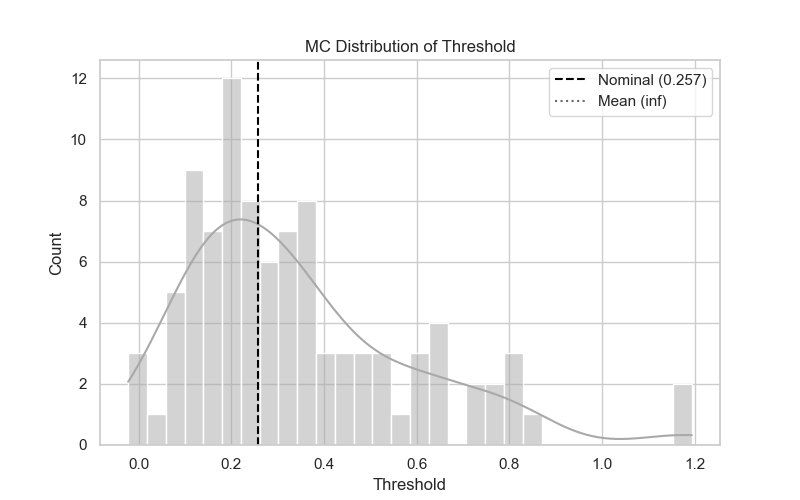 MC Distribution of Threshold
12
10
8
6
4
2
0
Count
Nominal (0.257)
Mean (inf)
0.0 0.2 0.4 0.6 0.8 1.0 1.2
Threshold